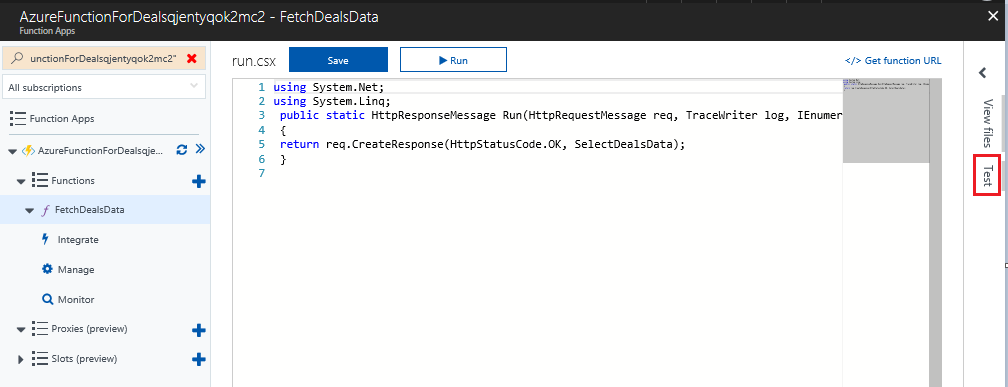 AzureFunctionForDealsqjentyqok2mc2 - FetchDealsData
Function Apps
unctionForDealsqjentyqok2mc2"
All subscriptions
Function Apps
AzureFunctionForDealsqje...
Functions
FetchDealsData
Integrate
Manage
Monitor
Proxies (preview)
Slots (preview)
run.csx
Save
Run
</> Get function URL
1 using System.Net;
2 using System.Linq;
3 public static HttpResponseMessage Run(HttpRequestMessage req, TraceWriter log, IEnumer
4 {
5 return req.CreateResponse(HttpStatusCode.OK, SelectDealsData);
6 }
7
View files
Test